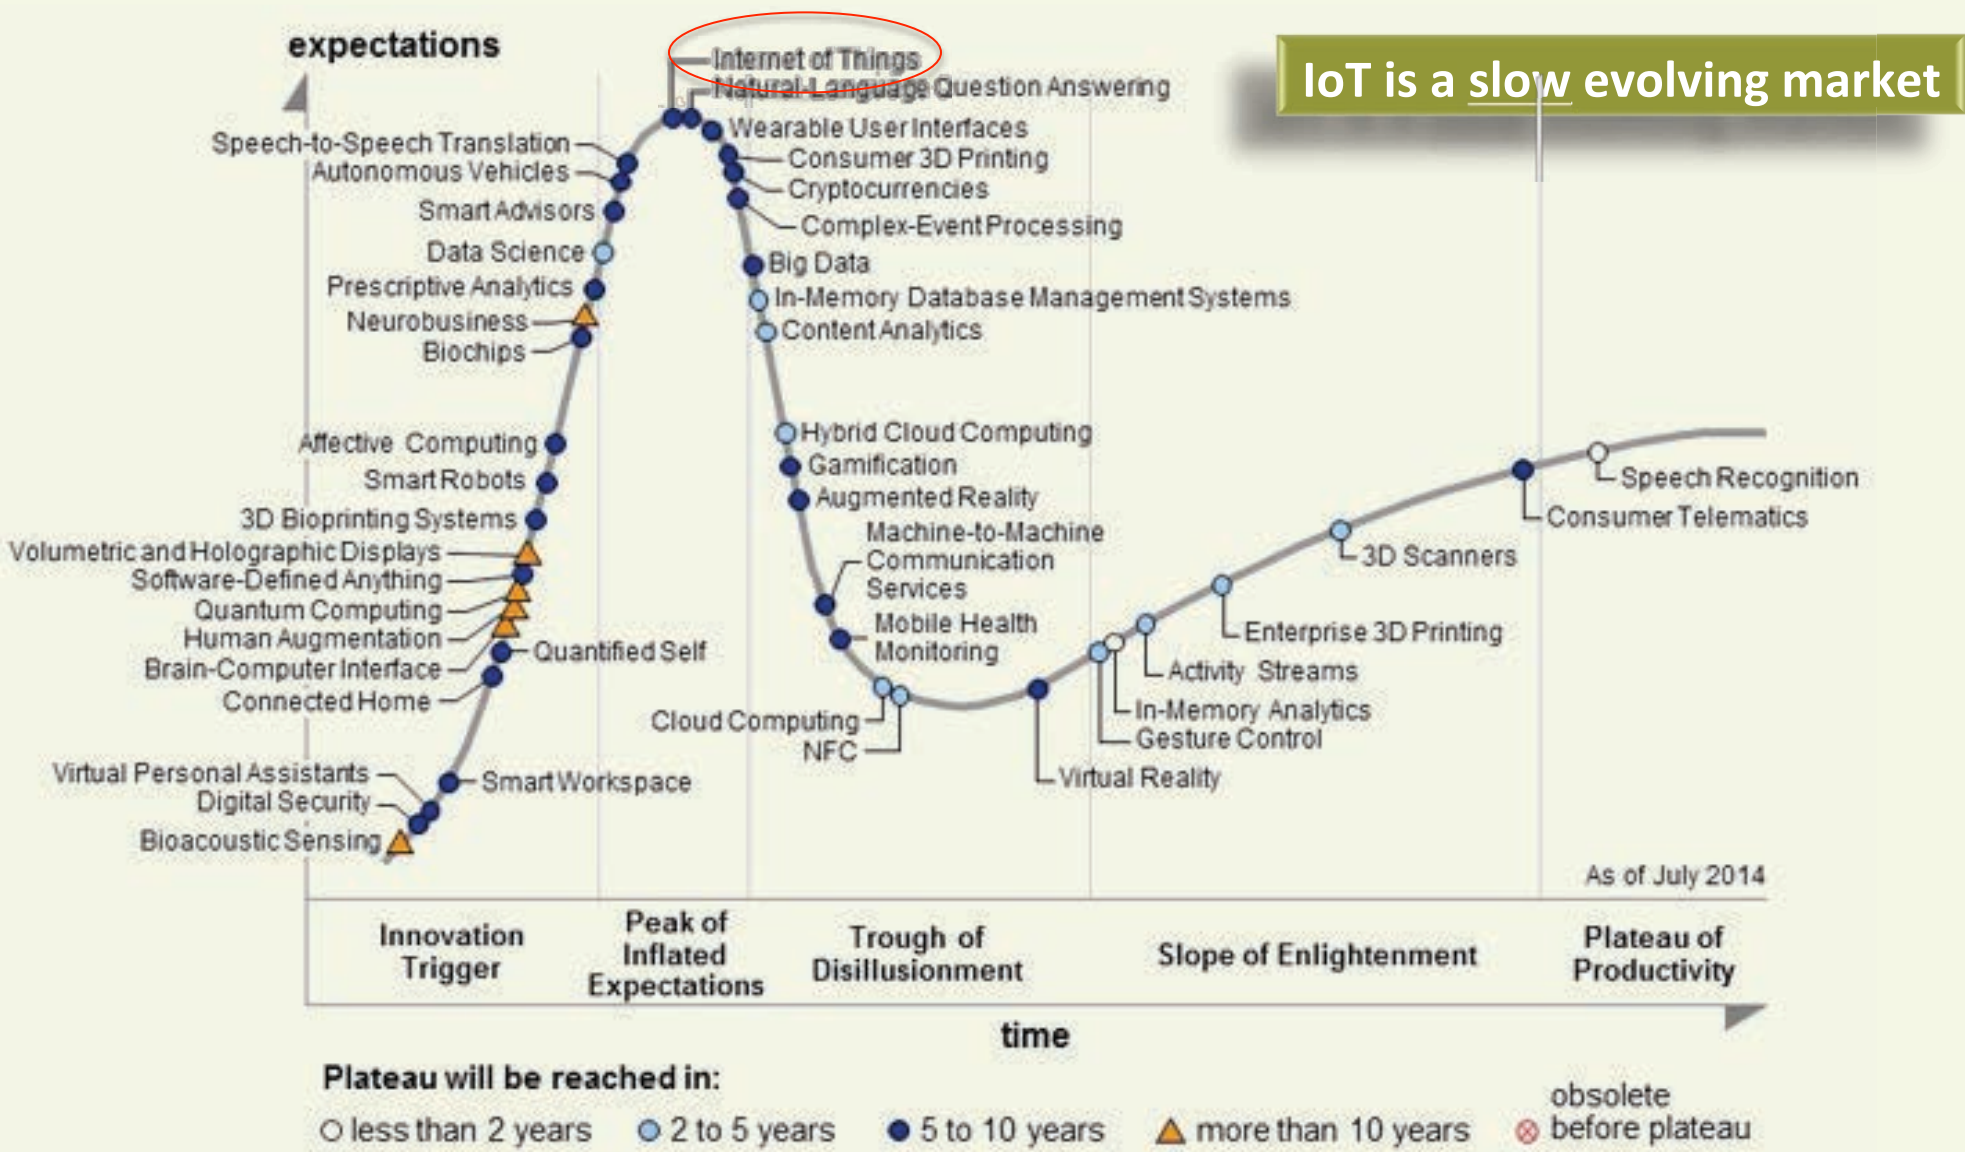 expectations
IoT is a slow evolving market
Internet of Things
Natural-Language Question Answering
Wearable User Interfaces
Speech-to-Speech Translation
Consumer 3D Printing
Autonomous Vehicles
Cryptocurrencies
Smart Advisors
Complex-Event Processing
Data Science
Big Data
Prescriptive Analytics
In-Memory Database Management Systems
Neurobusiness
Content Analytics
Biochips
Hybrid Cloud Computing
Affective Computing
Gamification
Smart Robots
Augmented Reality
Speech Recognition
3D Bioprinting Systems
Consumer Telematics
Machine-to-Machine
Communication
Services
Volumetric and Holographic Displays
3D Scanners
Software-Defined Anything
Quantum Computing
Mobile Health
Monitoring
Human Augmentation
Enterprise 3D Printing
Quantified Self
Brain-Computer Interface
Activity Streams
Connected Home
In-Memory Analytics
Cloud Computing
Gesture Control
NFC
Virtual Reality
Virtual Personal Assistants
Smart Workspace
Digital Security
Bioacoustic Sensing
As of July 2014
Innovation
Trigger
Peak of
Inflated
Expectations
Trough of
Disillusionment
Slope of Enlightenment
Plateau of
Productivity
time
Plateau will be reached in:
less than 2 years
2 to 5 years
5 to 10 years
more than 10 years
obsolete
before plateau